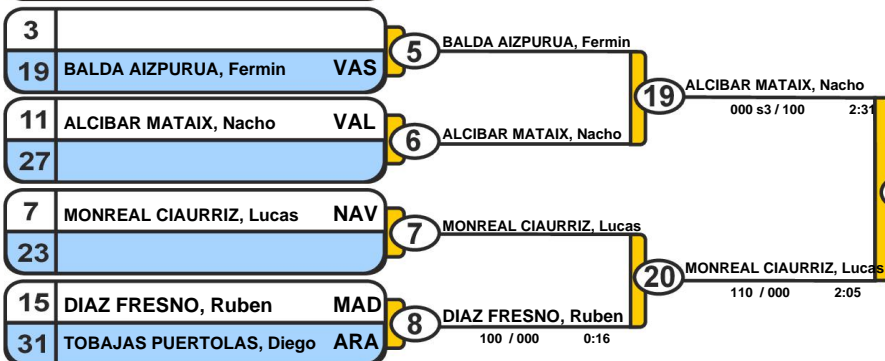 3
19 BALDA AIZPURUA, Fermin VAS
5 BALDA AIZPURUA, Fermin
11 ALCIBAR MATAIX, Nacho VAL
27
6 ALCIBAR MATAIX, Nacho
19 ALCIBAR MATAIX, Nacho
000 s3 / 100 2:31
7 MONREAL CIAURRIZ, Lucas NAV
23
7 MONREAL CIAURRIZ, Lucas
15 DIAZ FRESNO, Ruben MAD
31 TOBAJAS PUERTOLAS, Diego ARA
8 DIAZ FRESNO, Ruben
100 / 000 0:16
20 MONREAL CIAURRIZ, Lucas
110 / 000 2:05